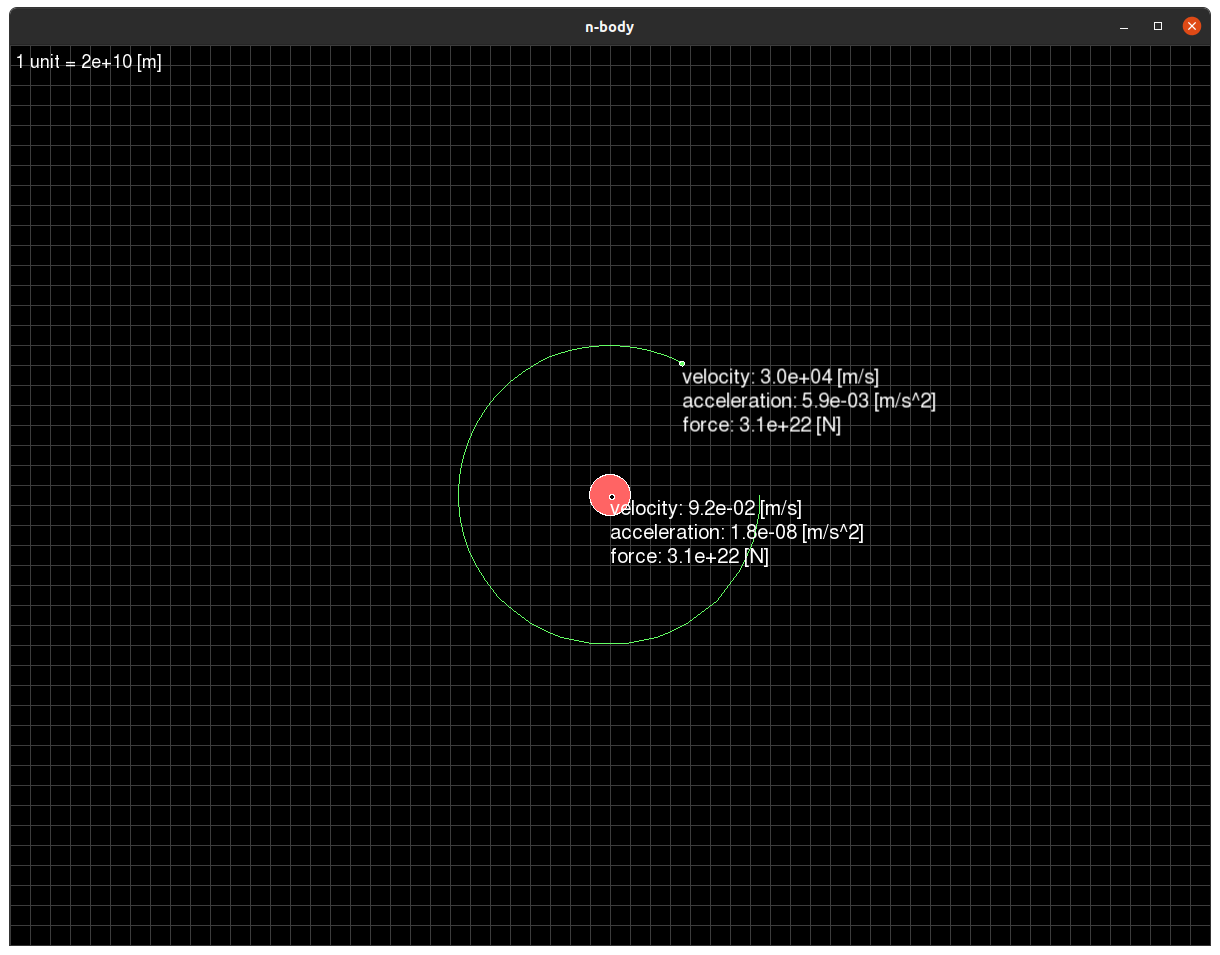 n-body
1 unit = 2e+10 [m]
velocity: 3.0e+04 [m/s]
acceleration: 5.9e-03 [m/s^2]
force: 3.1e+22 [N]
velocity: 9.2e-02 [m/s]
acceleration: 1.8e-08 [m/s^2]
force: 3.1e+22 [N]